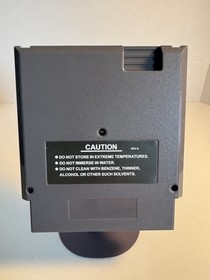 CAUTION
● DO NOT STORE IN EXTREME TEMPERATURES.
● DO NOT IMMERSE IN WATER.
● DO NOT CLEAN WITH BENZENE, THINNER,
ALCOHOL OR OTHER SUCH SOLVENTS.